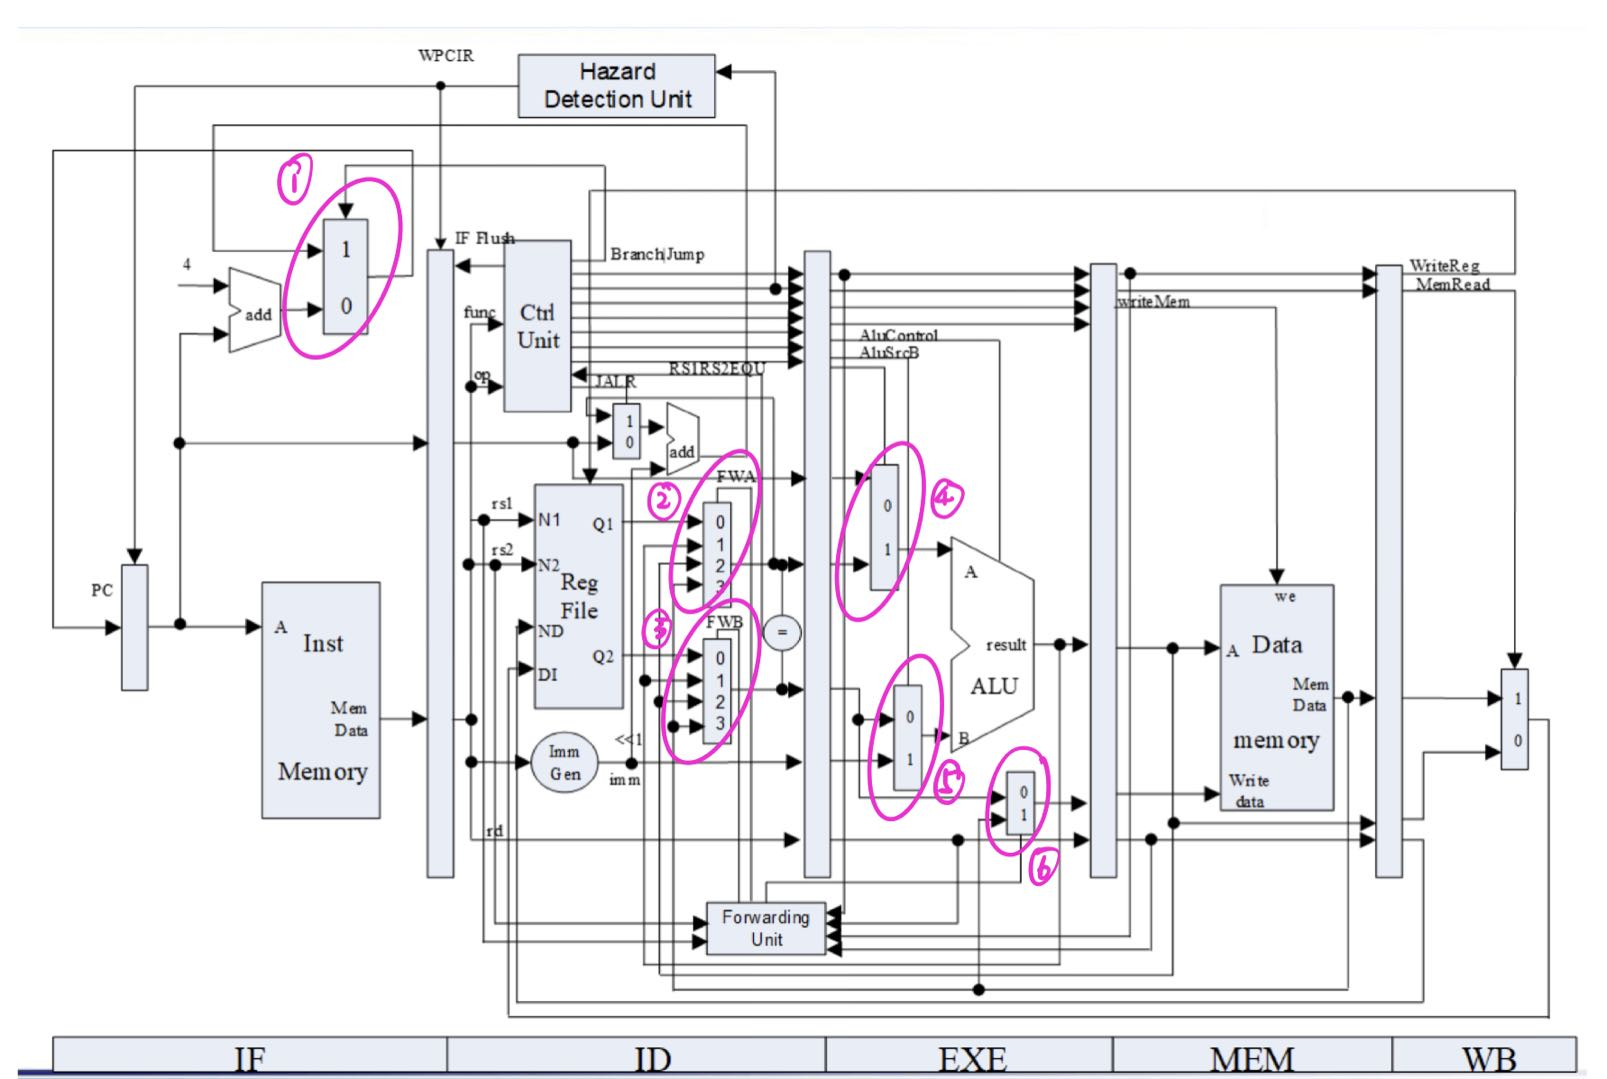 WPCIR
Hazard
Detection Unit
①
1
0
4
add
IF Flush
Branch|Jump
WriteReg
MemRead
writeMem
func
Ctrl
Unit
op
AluControl
AluSrcB
RS1RS2EQU
JALR
1
0
add
FWA
②
④
rs1
N1
Q1
0
1
2
3
0
1
rs2
N2
Reg
File
A
PC
A
Inst
Memory
Mem
Data
ND
DI
Q2
③
FWB
0
1
2
3
=
result
ALU
B
0
1
⑤
we
A
Data
memory
Mem
Data
Write
data
1
0
Imm
Gen
<<1
imm
0
1
⑥
rd
Forwarding
Unit
IF
ID
EXE
MEM
WB